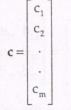 c₁
c₂
.
c = .
.
cₘ